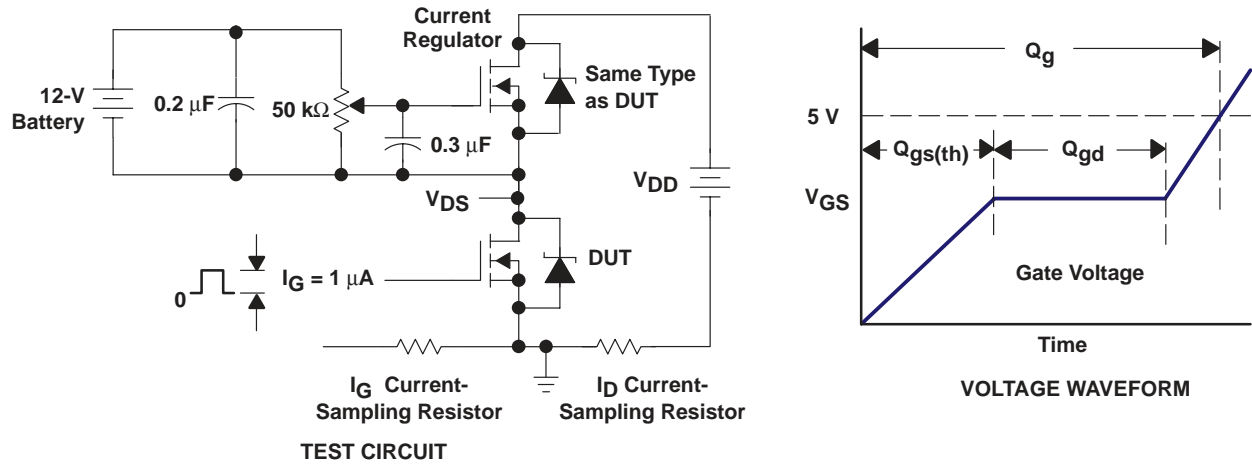 Current
Regulator
12-V
Battery
0.2 µF
50 kΩ
0.3 µF
Same Type
as DUT
VDD
VDS
DUT
0
IG = 1 µA
IG Current-
Sampling Resistor
ID Current-
Sampling Resistor
TEST CIRCUIT
Qg
5 V
Qgs(th)
Qgd
VGS
Gate Voltage
Time
VOLTAGE WAVEFORM